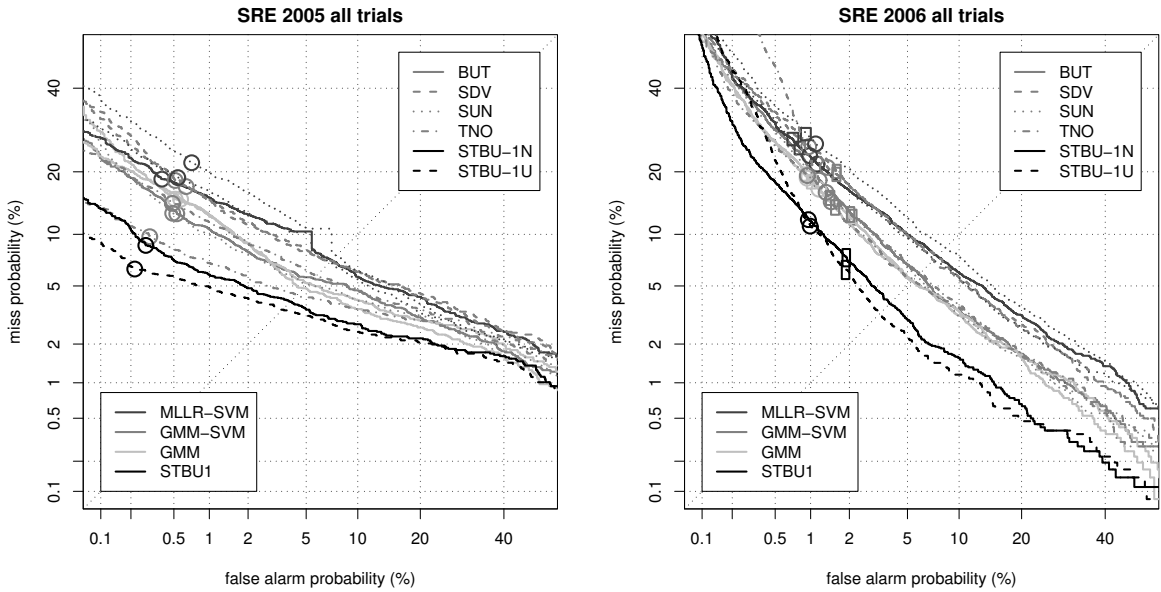 SRE 2005 all trials
miss probability (%)
40
20
10
5
2
1
0.5
0.1
BUT
SDV
SUN
TNO
STBU−1N
STBU−1U
MLLR−SVM
GMM−SVM
GMM
STBU1
0.1 0.5 1 2 5 10 20 40
false alarm probability (%)
SRE 2006 all trials
miss probability (%)
40
20
10
5
2
1
0.5
0.1
BUT
SDV
SUN
TNO
STBU−1N
STBU−1U
MLLR−SVM
GMM−SVM
GMM
STBU1
0.1 0.5 1 2 5 10 20 40
false alarm probability (%)